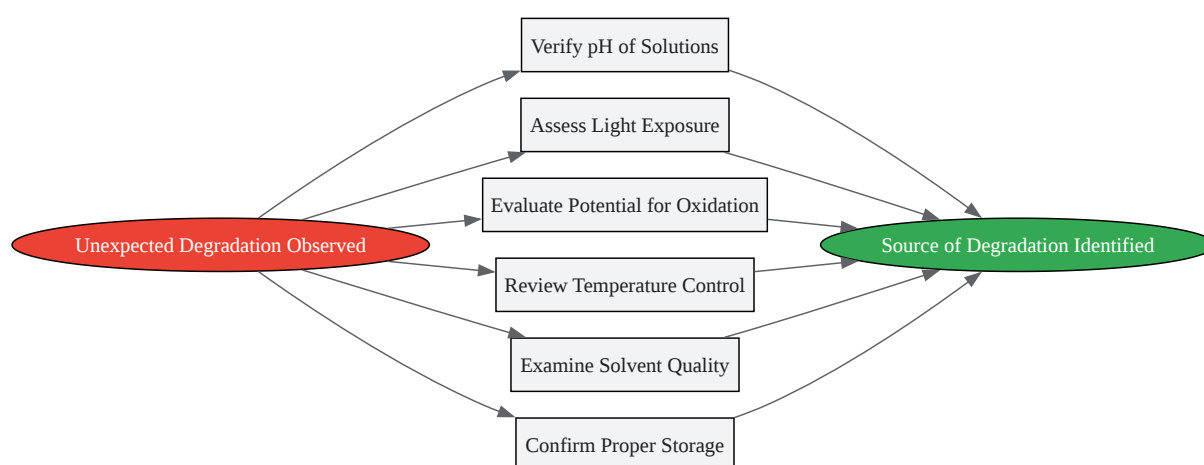 Verify pH of Solutions
Assess Light Exposure
Evaluate Potential for Oxidation
Unexpected Degradation Observed
Source of Degradation Identified
Review Temperature Control
Examine Solvent Quality
Confirm Proper Storage